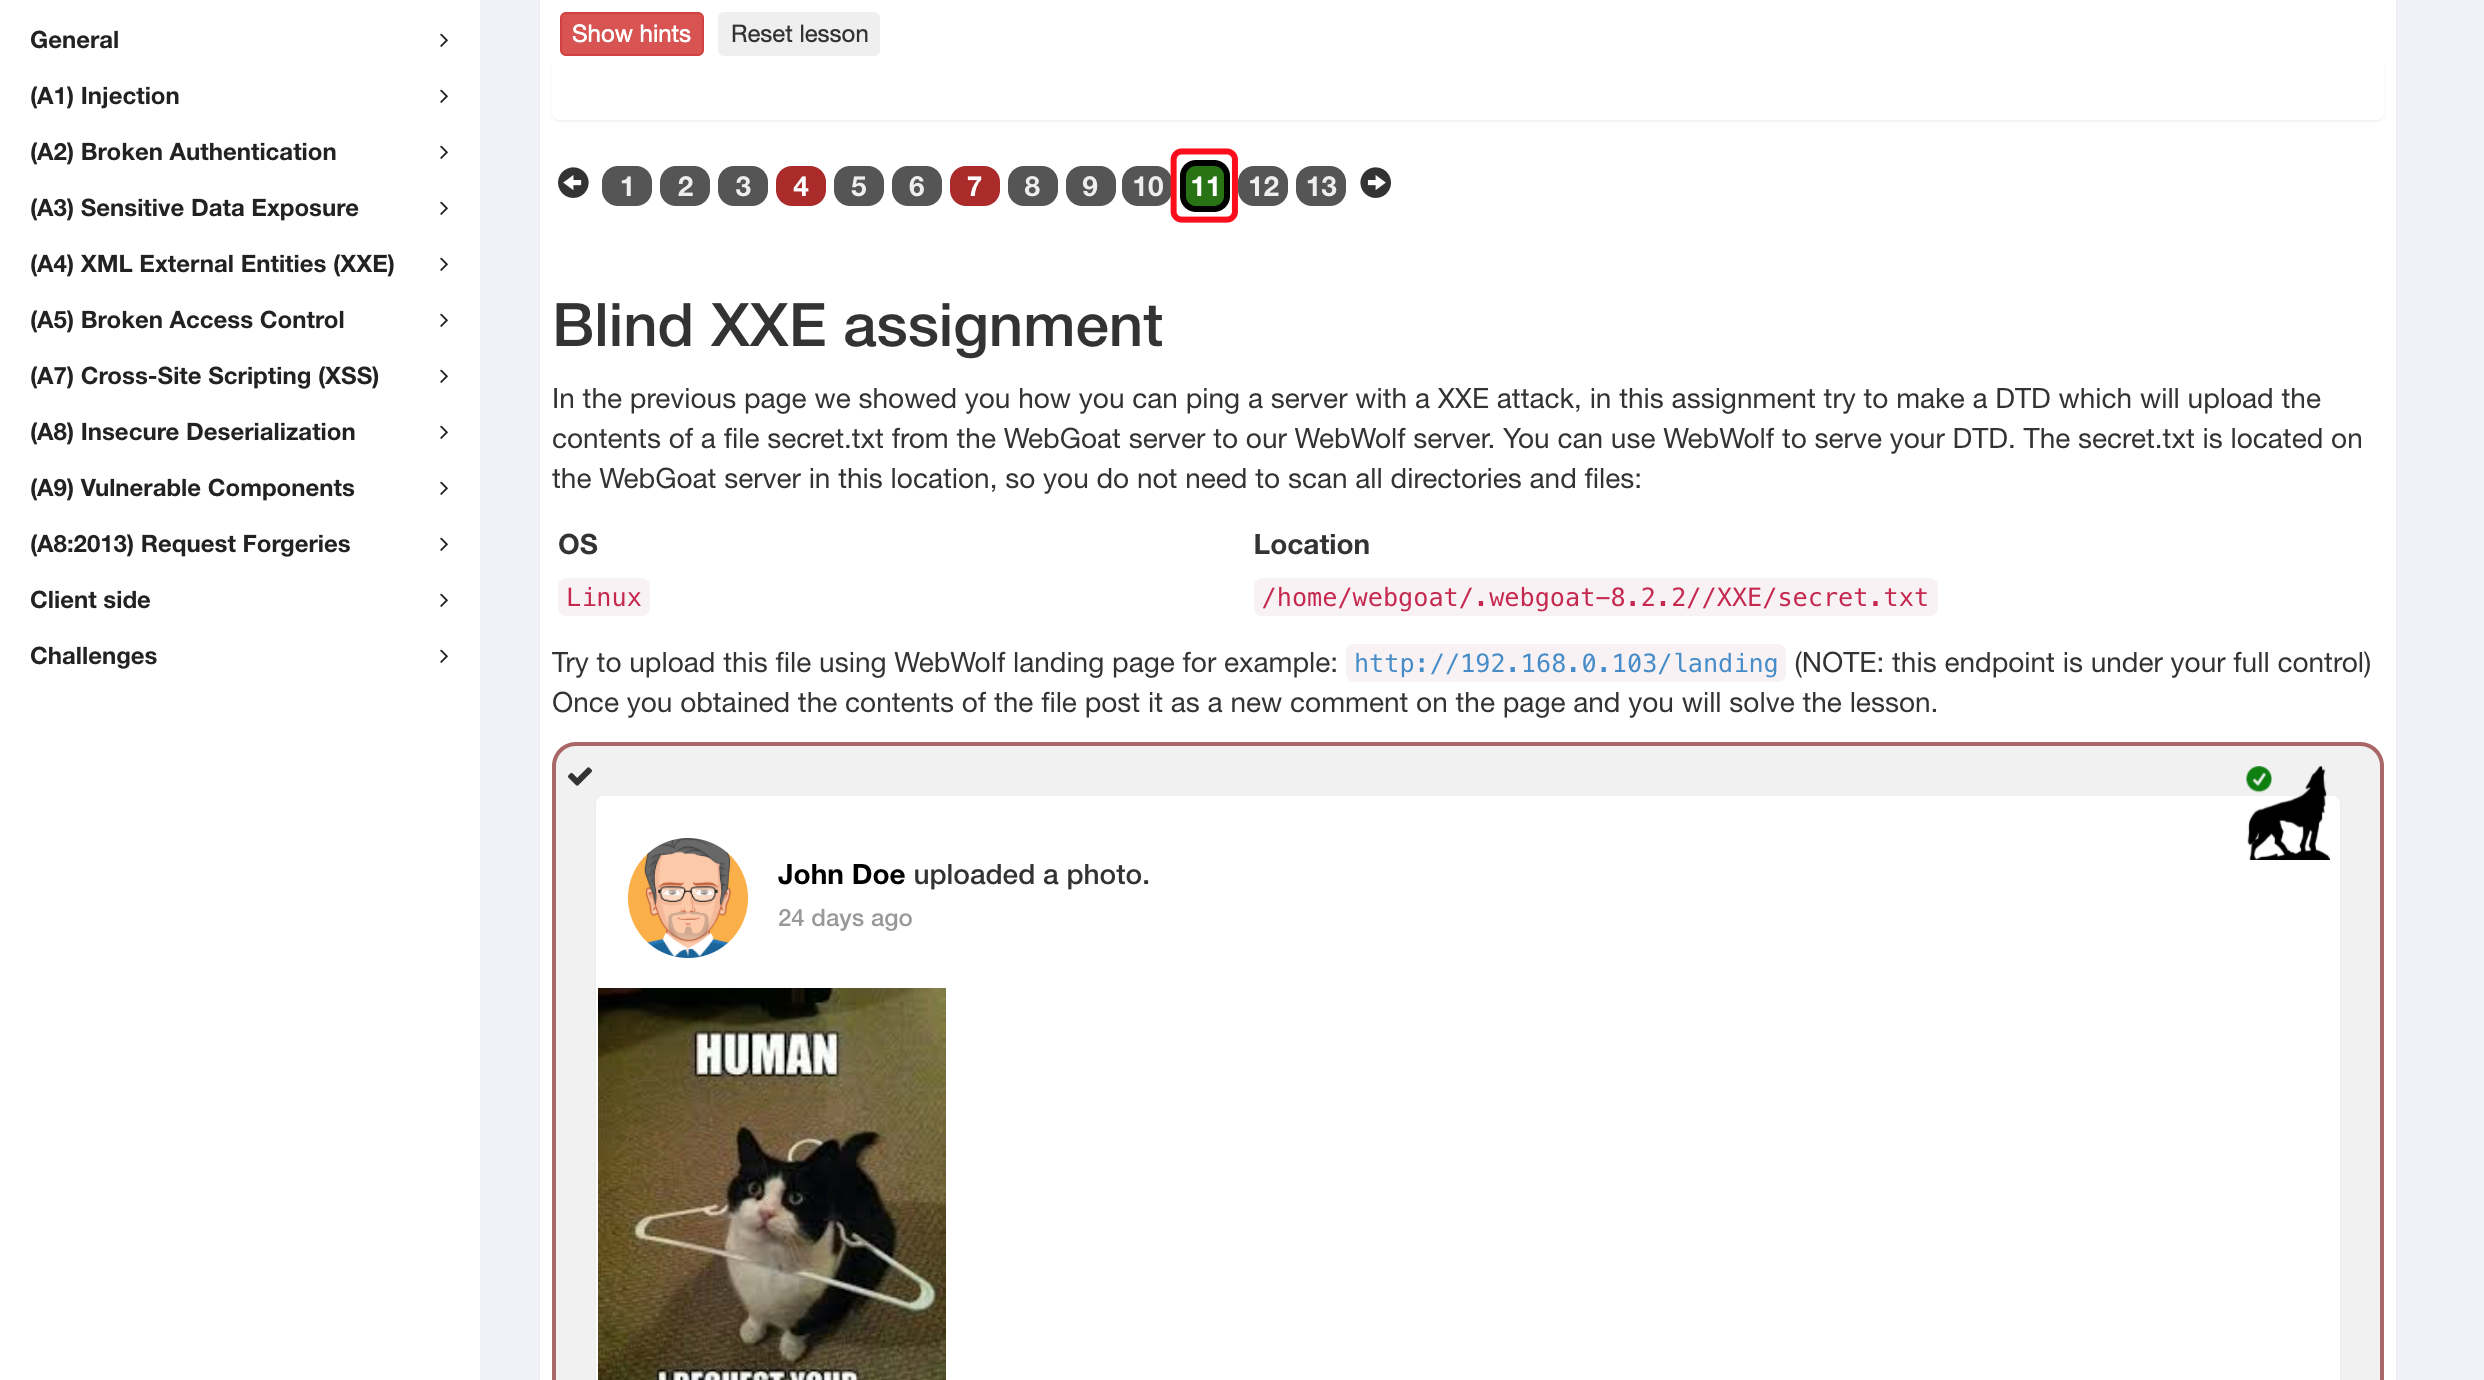 General
(A1) Injection
(A2) Broken Authentication
(A3) Sensitive Data Exposure
(A4) XML External Entities (XXE)
(A5) Broken Access Control
(A7) Cross-Site Scripting (XSS)
(A8) Insecure Deserialization
(A9) Vulnerable Components
(A8:2013) Request Forgeries
Client side
Challenges
Show hints Reset lesson
1 2 3 4 5 6 7 8 9 10 11 12 13
Blind XXE assignment
In the previous page we showed you how you can ping a server with a XXE attack, in this assignment try to make a DTD which will upload the
contents of a file secret.txt from the WebGoat server to our WebWolf server. You can use WebWolf to serve your DTD. The secret.txt is located on
the WebGoat server in this location, so you do not need to scan all directories and files:
OS Location
Linux /home/webgoat/.webgoat-8.2.2//XXE/secret.txt
Try to upload this file using WebWolf landing page for example: http://192.168.0.103/landing (NOTE: this endpoint is under your full control)
Once you obtained the contents of the file post it as a new comment on the page and you will solve the lesson.
John Doe uploaded a photo.
24 days ago
HUMAN
I REQUEST YOUR